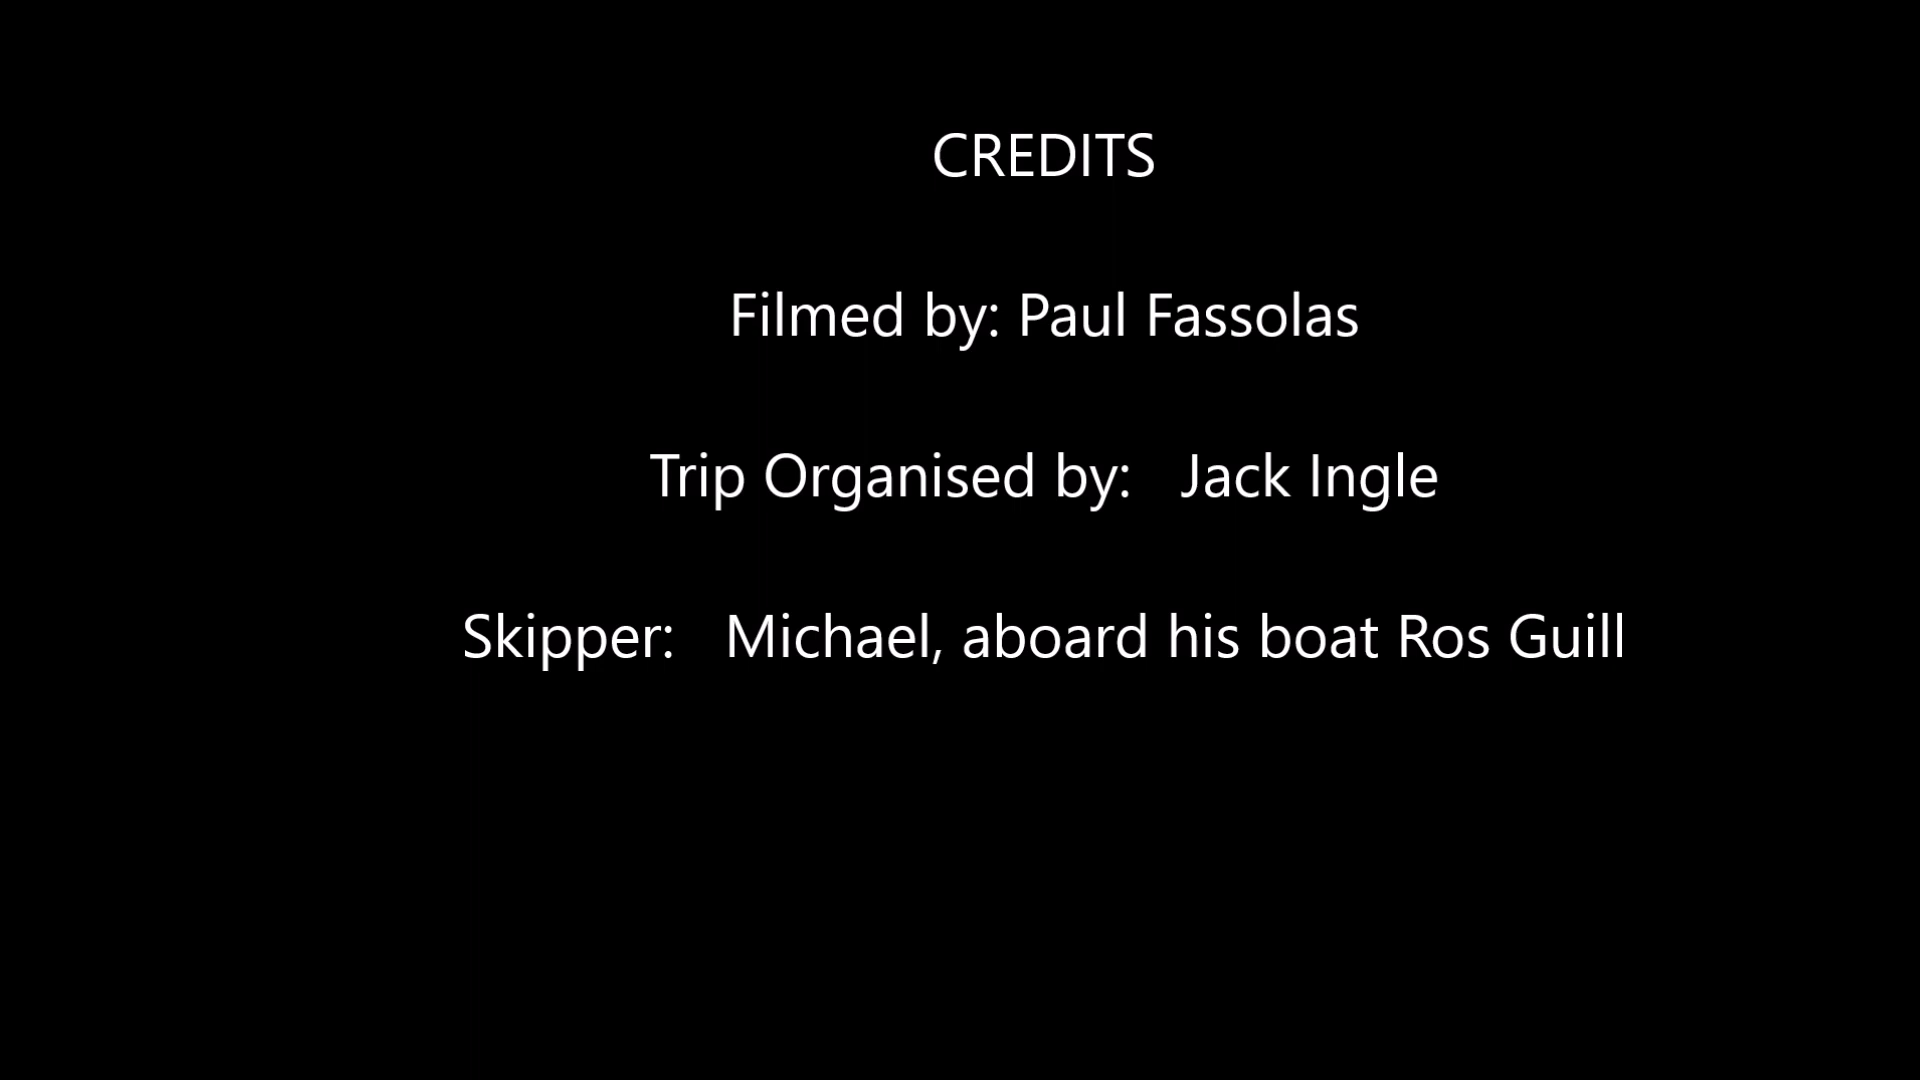 CREDITS
Filmed by: Paul Fassolas
Trip Organised by:   Jack Ingle
Skipper:   Michael, aboard his boat Ros Guill